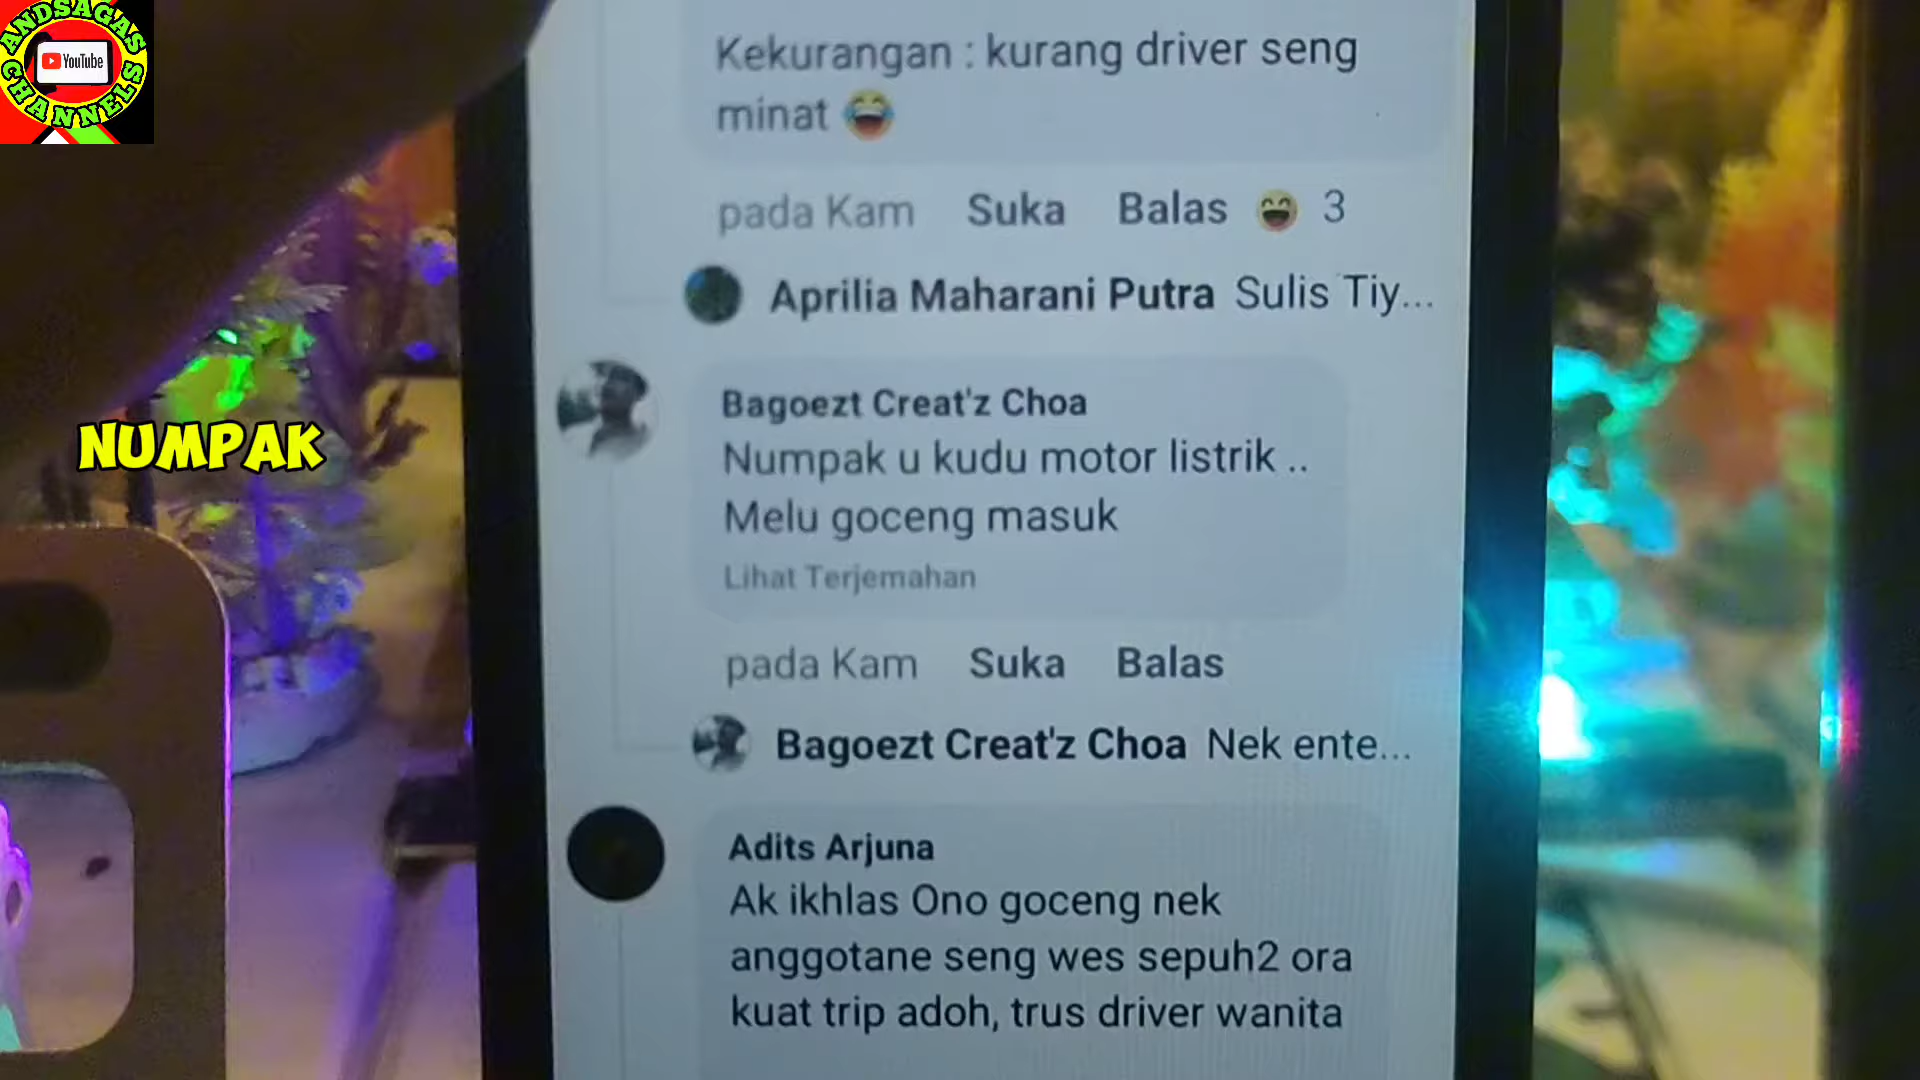 ANDSAGAS
YouTube
CHANNELS
Kekurangan : kurang driver seng
minat 😂
pada Kam Suka Balas 😄 3
Aprilia Maharani Putra Sulis Tiy...
Bagoezt Creat'z Choa
Numpak u kudu motor listrik ..
Melu goceng masuk
Lihat Terjemahan
pada Kam Suka Balas
Bagoezt Creat'z Choa Nek ente...
NUMPAK
Adits Arjuna
Ak ikhlas Ono goceng nek
anggotane seng wes sepuh2 ora
kuat trip adoh, trus driver wanita